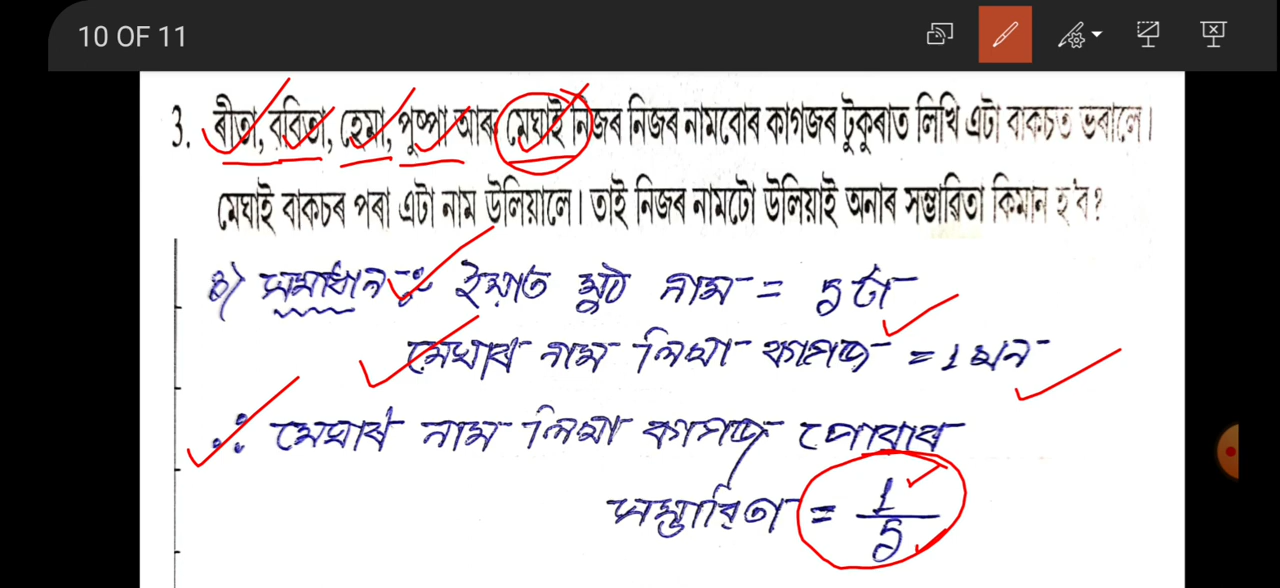 10 OF 11
3. ৰীতা, ৰবিতা, হেমা, পুষ্পা আৰু মেঘাই নিজৰ নিজৰ নামবোৰ কাগজৰ টুকুৰাত লিখি এটা বাকচত ভৰালে।
মেঘাই বাকচৰ পৰা এটা নাম উলিয়ালে। তাই নিজৰ নামটো উলিয়াই অনাৰ সম্ভাৱিতা কিমান হ'ব?
3) সমাধান :- ইয়াত মুঠ নাম = 5 টা
মেঘাৰ নাম লিখা কাগজ = 1 খন
∴ মেঘাৰ নাম লিখা কাগজ পোৱাৰ
সম্ভাৱিতা = 1/5